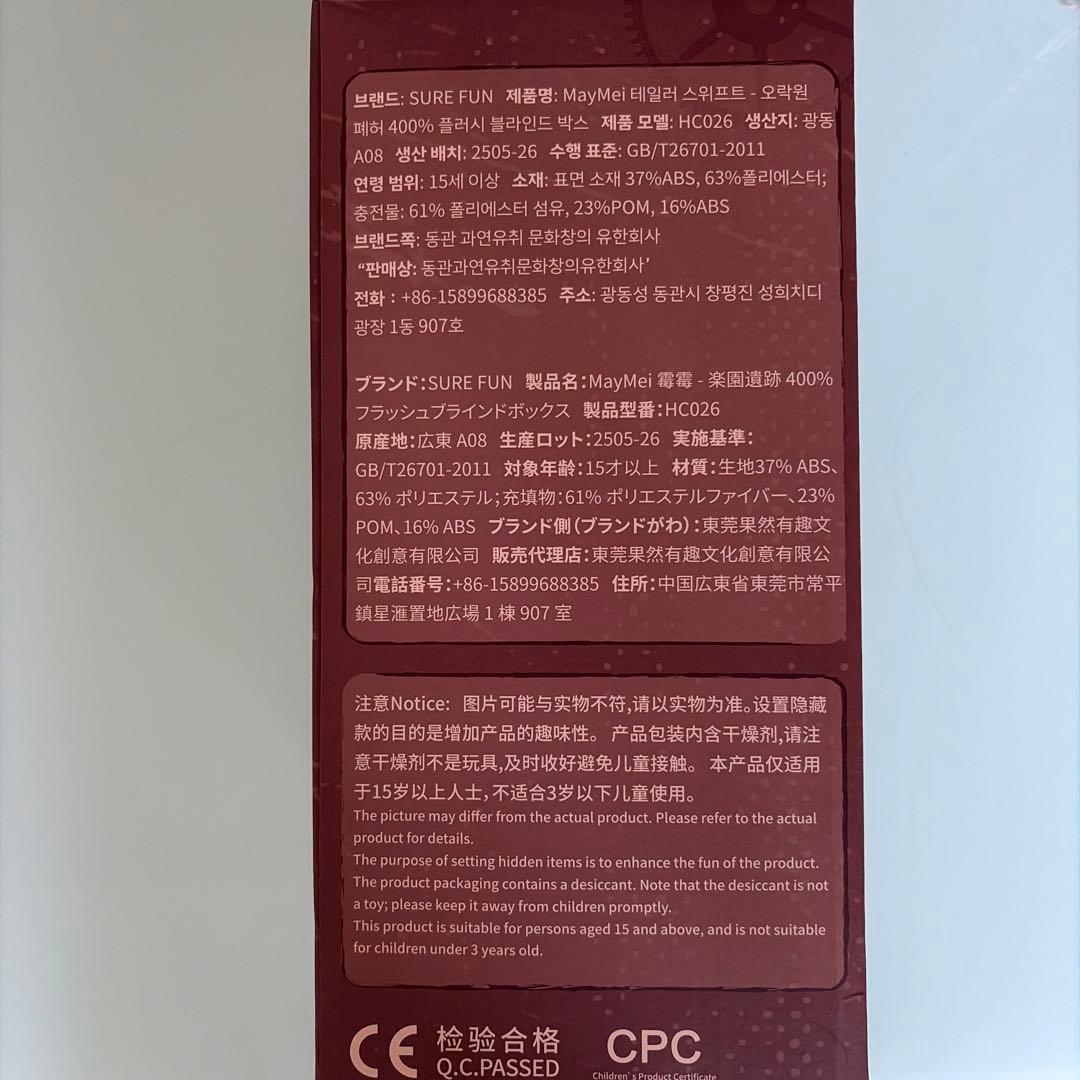 브랜드: SURE FUN 제품명: MayMei 테일러 스위프트 - 오락원
폐허 400% 플러시 블라인드 박스 제품 모델: HC026 생산지: 광동
A08 생산 배치: 2505-26 수행 표준: GB/T26701-2011
연령 범위: 15세 이상 소재: 표면 소재 37%ABS, 63%폴리에스터;
충전물: 61% 폴리에스터 섬유, 23%POM, 16%ABS
브랜드쪽: 동관 과연유취 문화창의 유한회사
“판매상: 동관과연유취문화창의유한회사’
전화 : +86-15899688385 주소: 광동성 동관시 창평진 성희치디
광장 1동 907호
ブランド:SURE FUN 製品名:MayMei 霉霉 - 楽園遺跡 400%
フラッシュブラインドボックス 製品型番:HC026
原産地:広東 A08 生産ロット:2505-26 実施基準:
GB/T26701-2011 対象年齢:15才以上 材質:生地37% ABS、
63% ポリエステル;充填物:61% ポリエステルファイバー、23%
POM、16% ABS ブランド側(ブランドがわ):東莞果然有趣文
化創意有限公司 販売代理店:東莞果然有趣文化創意有限公
司電話番号:+86-15899688385 住所:中国広東省東莞市常平
鎮星滙置地広場 1 棟 907 室
注意Notice: 图片可能与实物不符,请以实物为准。设置隐藏
款的目的是增加产品的趣味性。 产品包装内含干燥剂,请注
意干燥剂不是玩具,及时收好避免儿童接触。 本产品仅适用
于15岁以上人士,不适合3岁以下儿童使用。
The picture may differ from the actual product. Please refer to the actual
product for details.
The purpose of setting hidden items is to enhance the fun of the product.
The product packaging contains a desiccant. Note that the desiccant is not
a toy; please keep it away from children promptly.
This product is suitable for persons aged 15 and above, and is not suitable
for children under 3 years old.
CE 检验合格 CPC
Q.C.PASSED Children's Product Certificate